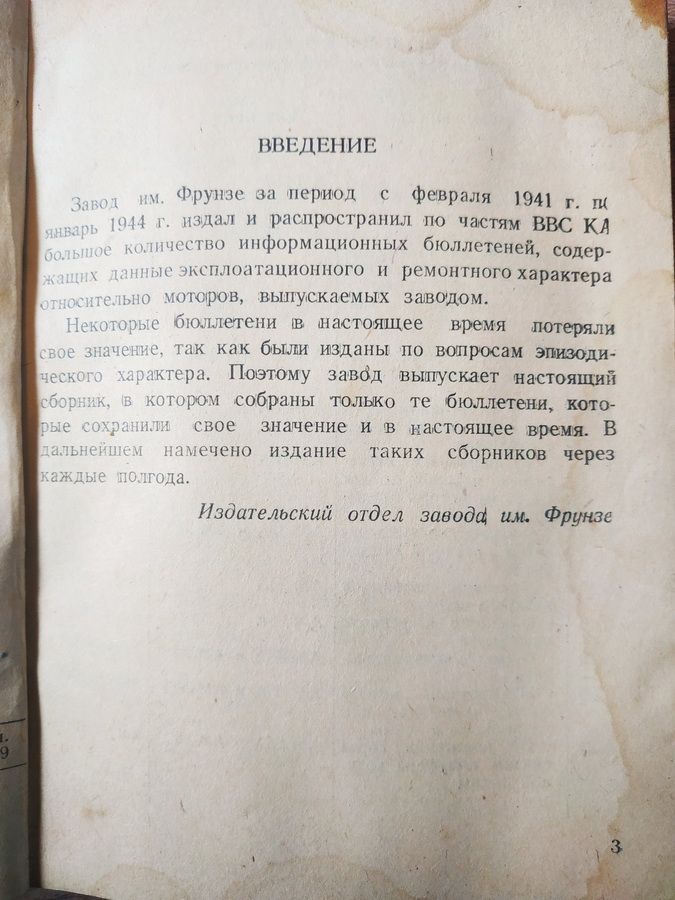 ВВЕДЕНИЕ
Завод им. Фрунзе за период с февраля 1941 г. по
январь 1944 г. издал и распространил по частям ВВС КА
большое количество информационных бюллетеней, содер-
жащих данные эксплоатационного и ремонтного характера
относительно моторов, выпускаемых заводом.
Некоторые бюллетени в настоящее время потеряли
свое значение, так как были изданы по вопросам эпизоди-
ческого характера. Поэтому завод выпускает настоящий
сборник, в котором собраны только те бюллетени, кото-
рые сохранили свое значение и в настоящее время. В
дальнейшем намечено издание таких сборников через
каждые полгода.
Издательский отдел завода им. Фрунзе
3
9